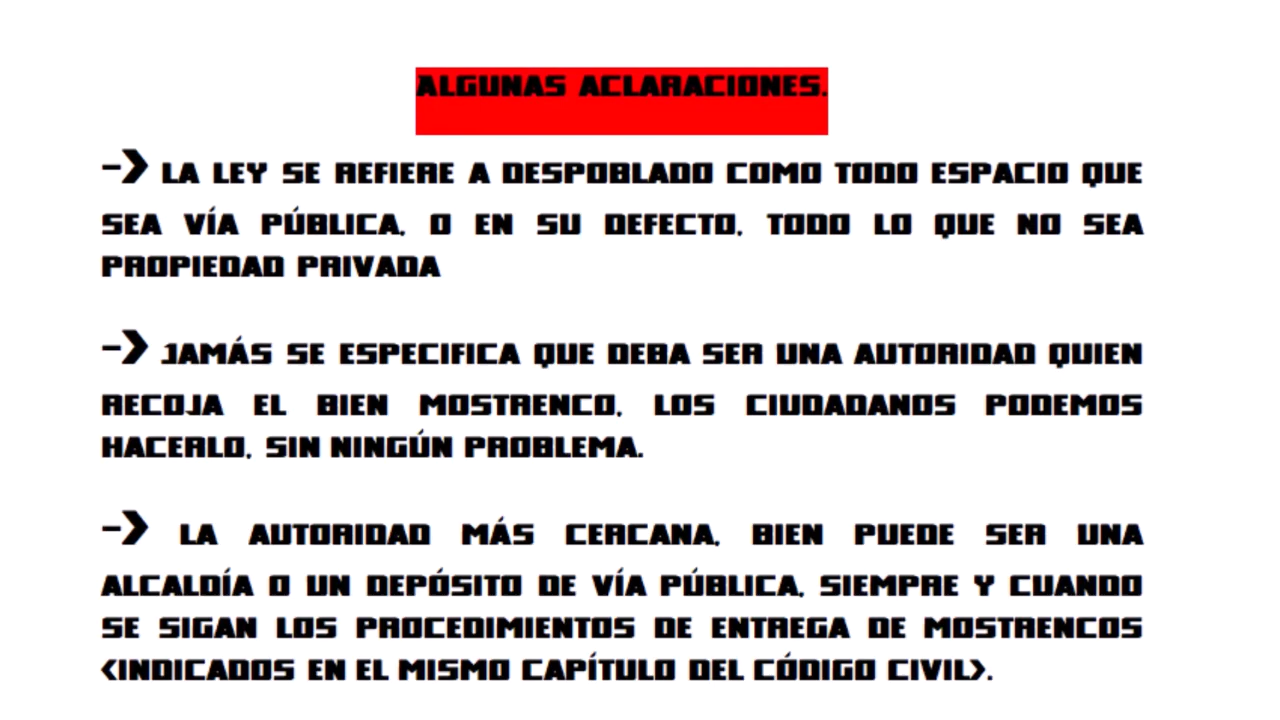 ALGUNAS ACLARACIONES.
-> LA LEY SE REFIERE A DESPOBLADO COMO TODO ESPACIO QUE
SEA VÍA PÚBLICA, O EN SU DEFECTO, TODO LO QUE NO SEA
PROPIEDAD PRIVADA
-> JAMÁS SE ESPECIFICA QUE DEBA SER UNA AUTORIDAD QUIEN
RECOJA EL BIEN MOSTRENCO, LOS CIUDADANOS PODEMOS
HACERLO, SIN NINGÚN PROBLEMA.
-> LA AUTORIDAD MÁS CERCANA, BIEN PUEDE SER UNA
ALCALDÍA O UN DEPÓSITO DE VÍA PÚBLICA, SIEMPRE Y CUANDO
SE SIGAN LOS PROCEDIMIENTOS DE ENTREGA DE MOSTRENCOS
<INDICADOS EN EL MISMO CAPÍTULO DEL CÓDIGO CIVIL>.